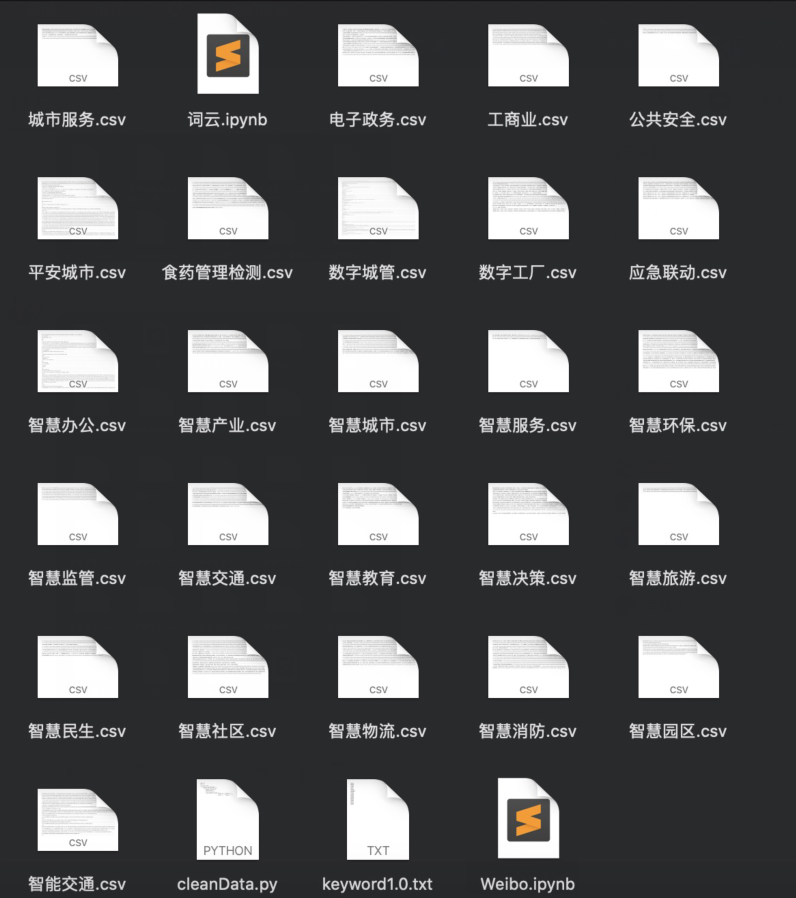 CSV
CSV
CSV
CSV
城市服务.csv
词云.ipynb
电子政务.csv
工商业.csv
公共安全.csv
CSV
CSV
CSV
CSV
CSV
平安城市.csv
食药管理检测.csv
数字城管.csv
数字工厂.csv
应急联动.csv
CSV
CSV
CSV
CSV
CSV
智慧办公.csv
智慧产业.csv
智慧城市.csv
智慧服务.csv
智慧环保.csv
CSV
CSV
CSV
CSV
CSV
智慧监管.csv
智慧交通.csv
智慧教育.csv
智慧决策.csv
智慧旅游.csv
CSV
CSV
CSV
CSV
CSV
智慧民生.csv
智慧社区.csv
智慧物流.csv
智慧消防.csv
智慧园区.csv
CSV
PYTHON
TXT
智能交通.csv
cleanData.py
keyword1.0.txt
Weibo.ipynb